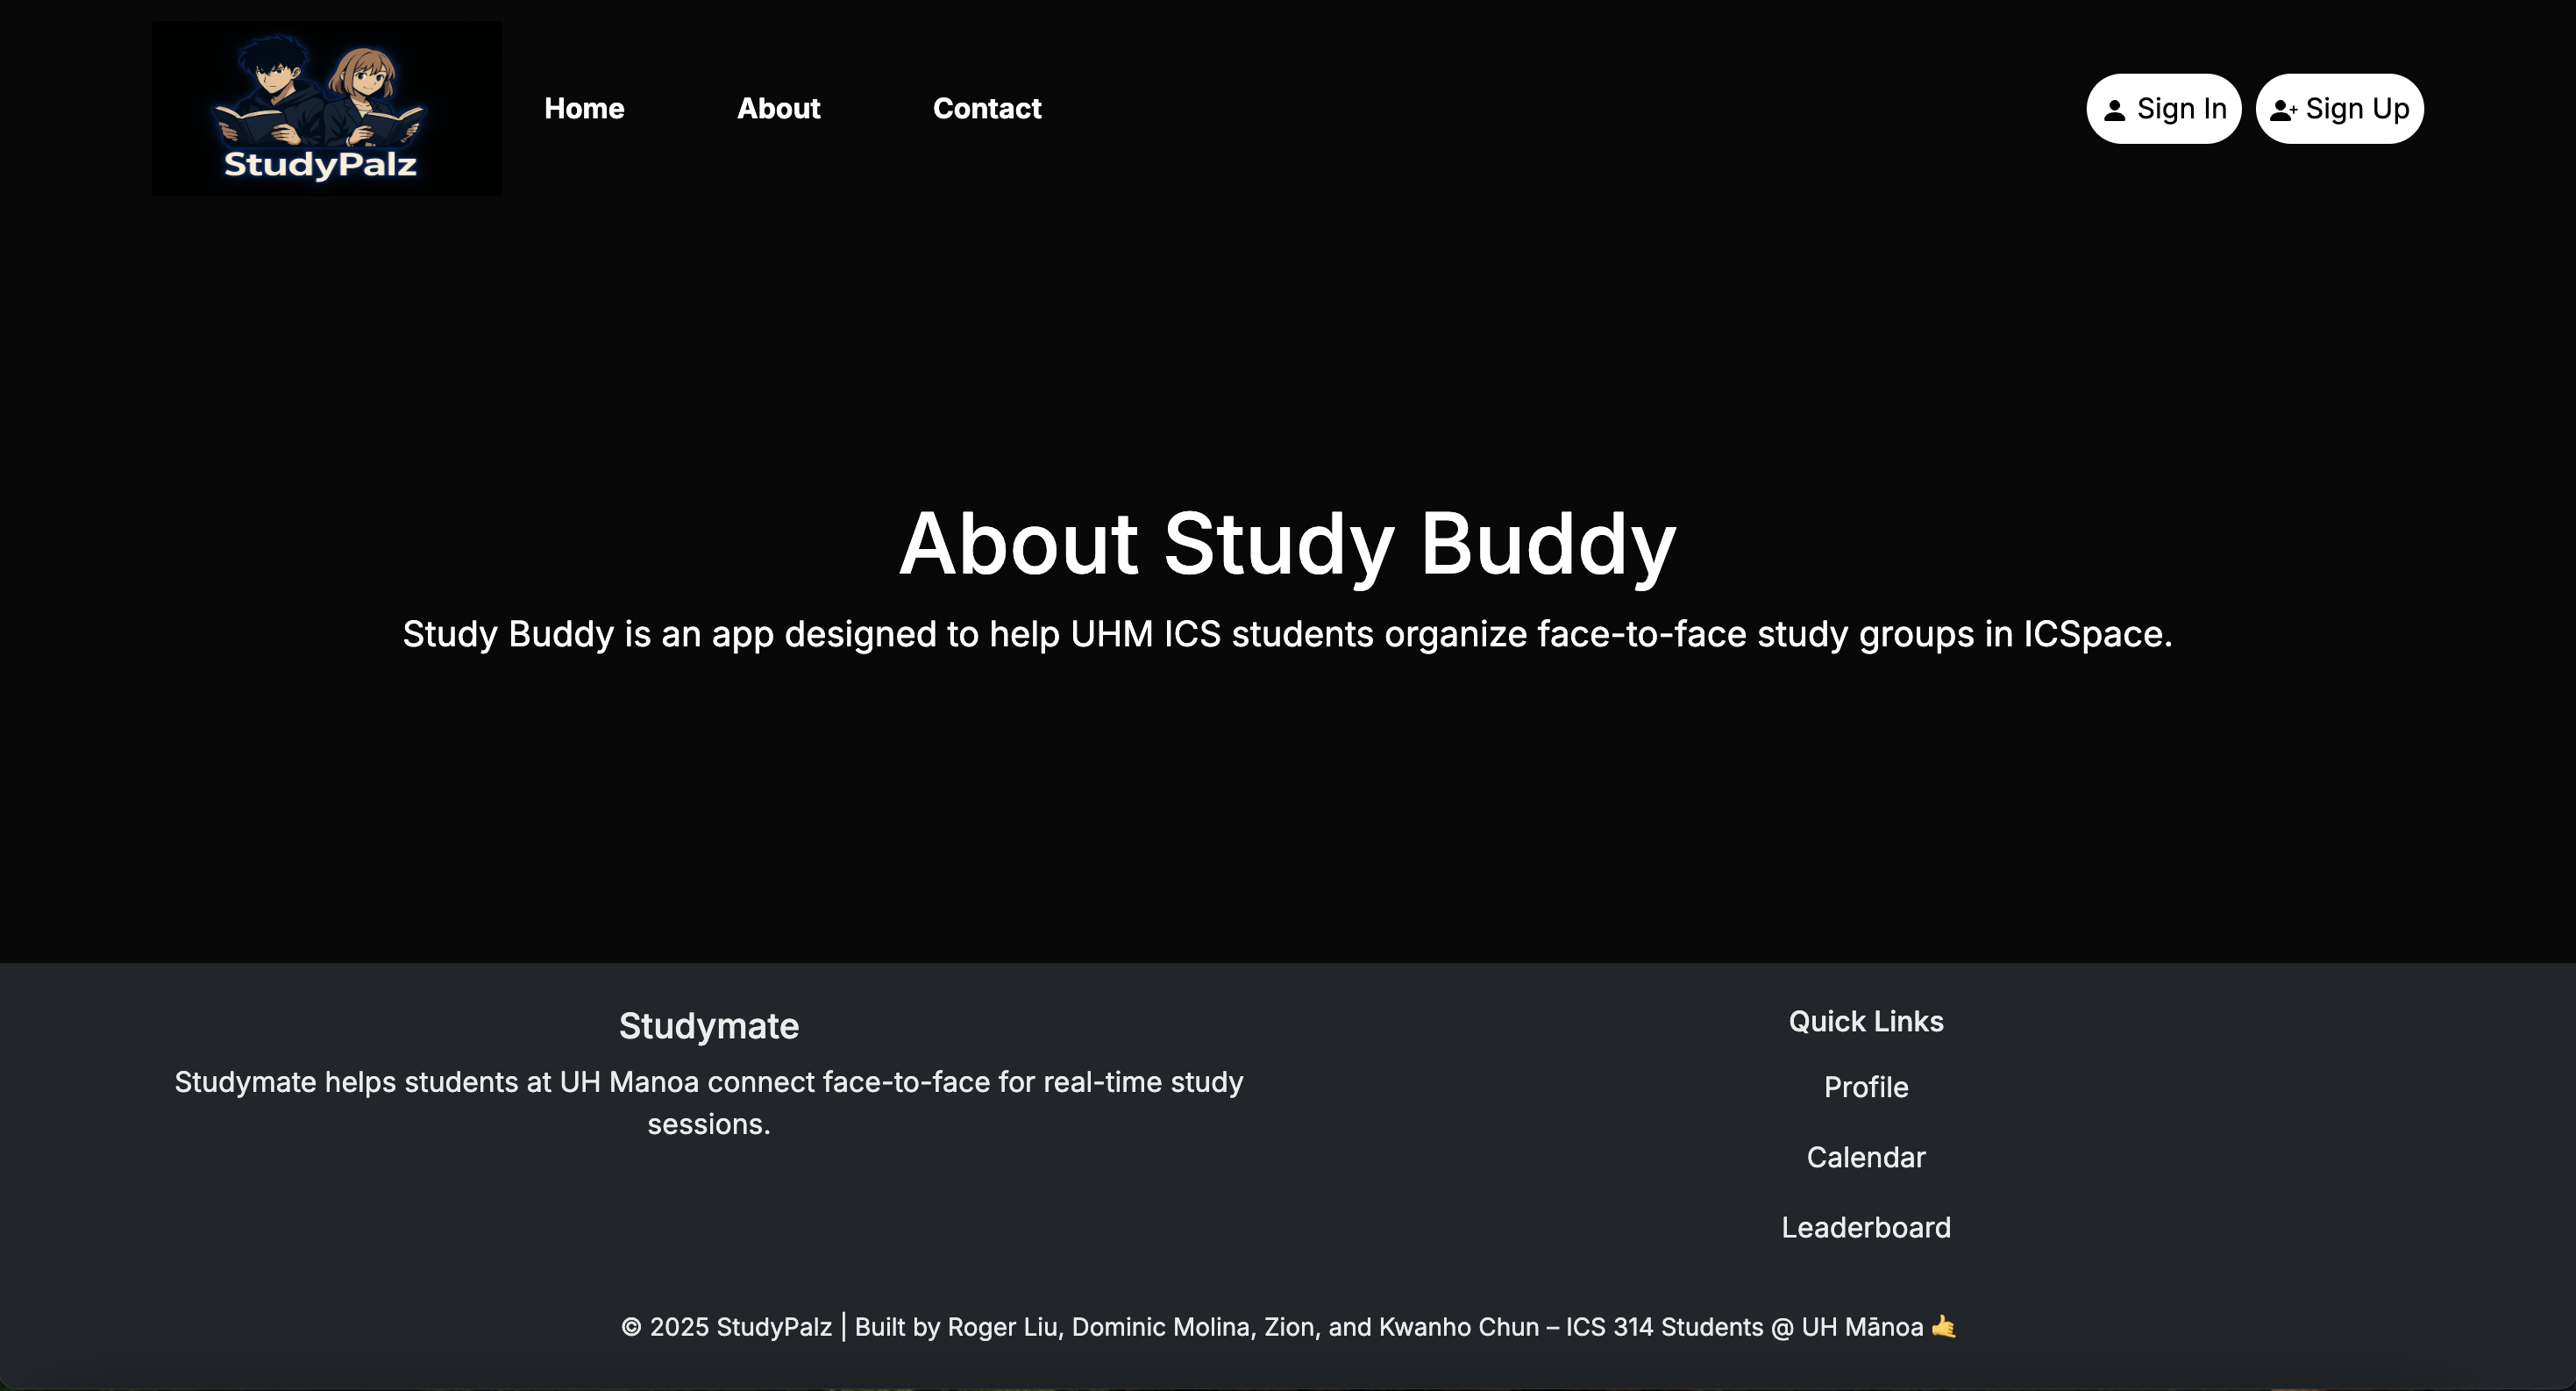 StudyPalz
Home About Contact
Sign In Sign Up
About Study Buddy
Study Buddy is an app designed to help UHM ICS students organize face-to-face study groups in ICSpace.
Studymate
Studymate helps students at UH Manoa connect face-to-face for real-time study
sessions.
Quick Links
Profile
Calendar
Leaderboard
© 2025 StudyPalz | Built by Roger Liu, Dominic Molina, Zion, and Kwanho Chun – ICS 314 Students @ UH Mānoa 🤙